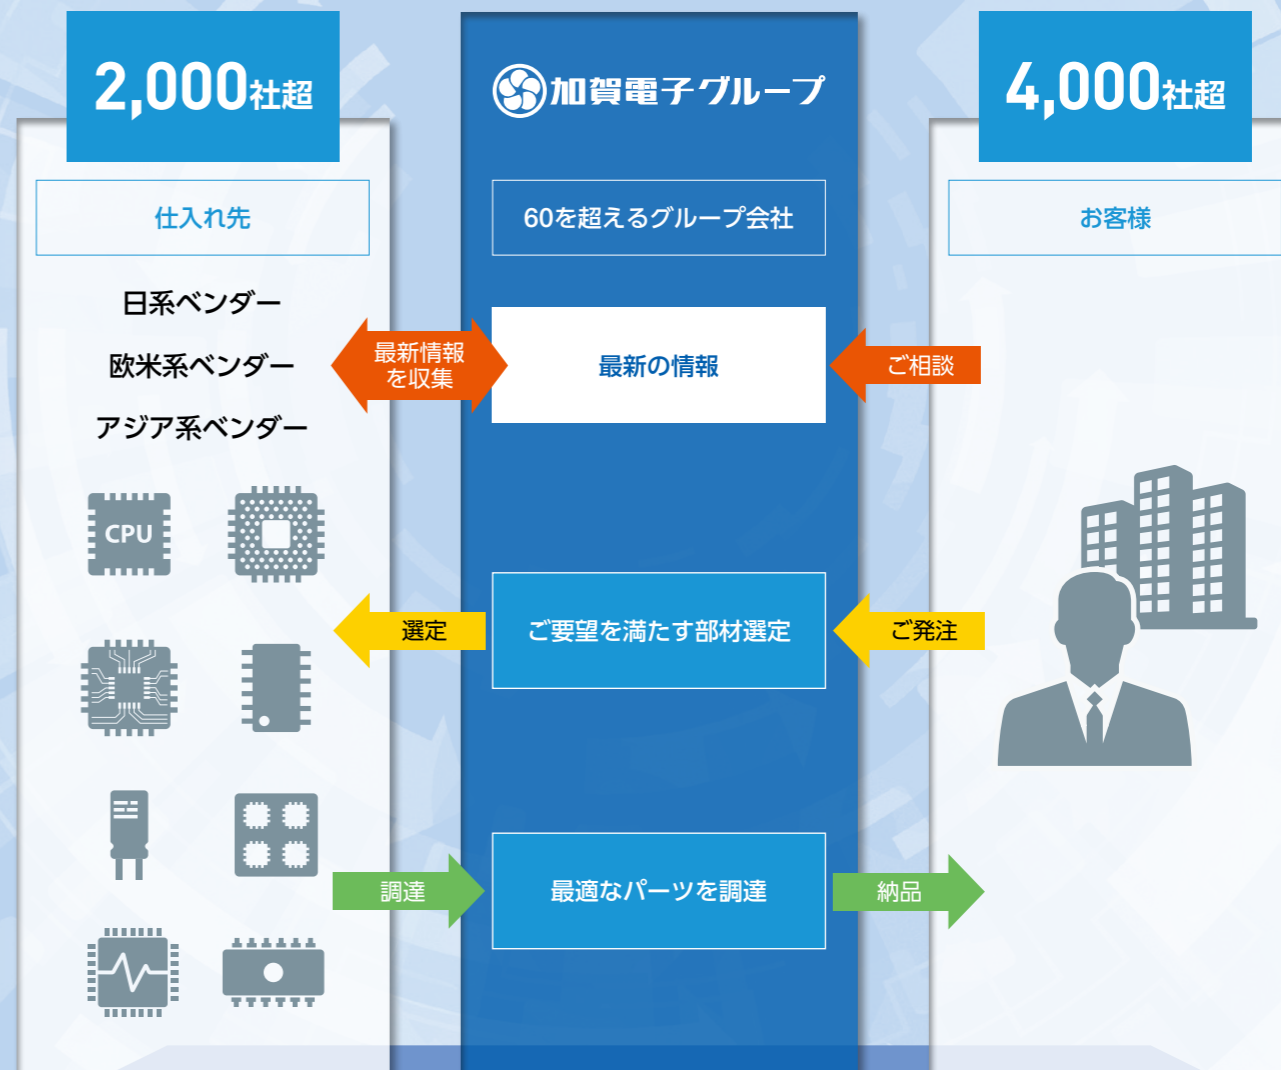 2,000社超
仕入れ先
日系ベンダー
欧米系ベンダー
アジア系ベンダー
CPU
加賀電子グループ
60を超えるグループ会社
4,000社超
お客様
最新情報
を収集
最新の情報
ご相談
選定
ご要望を満たす部材選定
ご発注
調達
最適なパーツを調達
納品